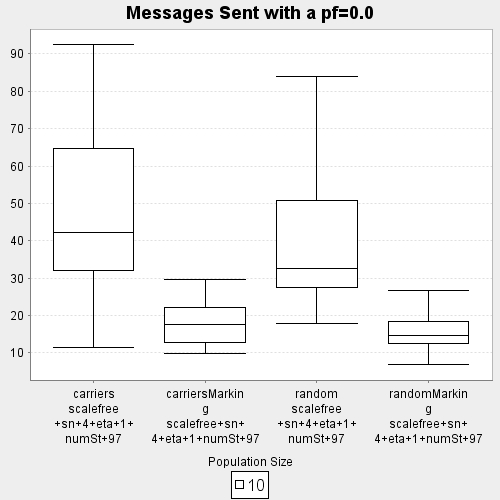 Messages Sent with a pf=0.0
90
80
70
60
50
40
30
20
10
carriers
scalefree
+sn+4+eta+1+
numSt+97
carriersMarkin
g
scalefree+sn+
4+eta+1+numSt+97
random
scalefree
+sn+4+eta+1+
numSt+97
randomMarkin
g
scalefree+sn+
4+eta+1+numSt+97
Population Size
10